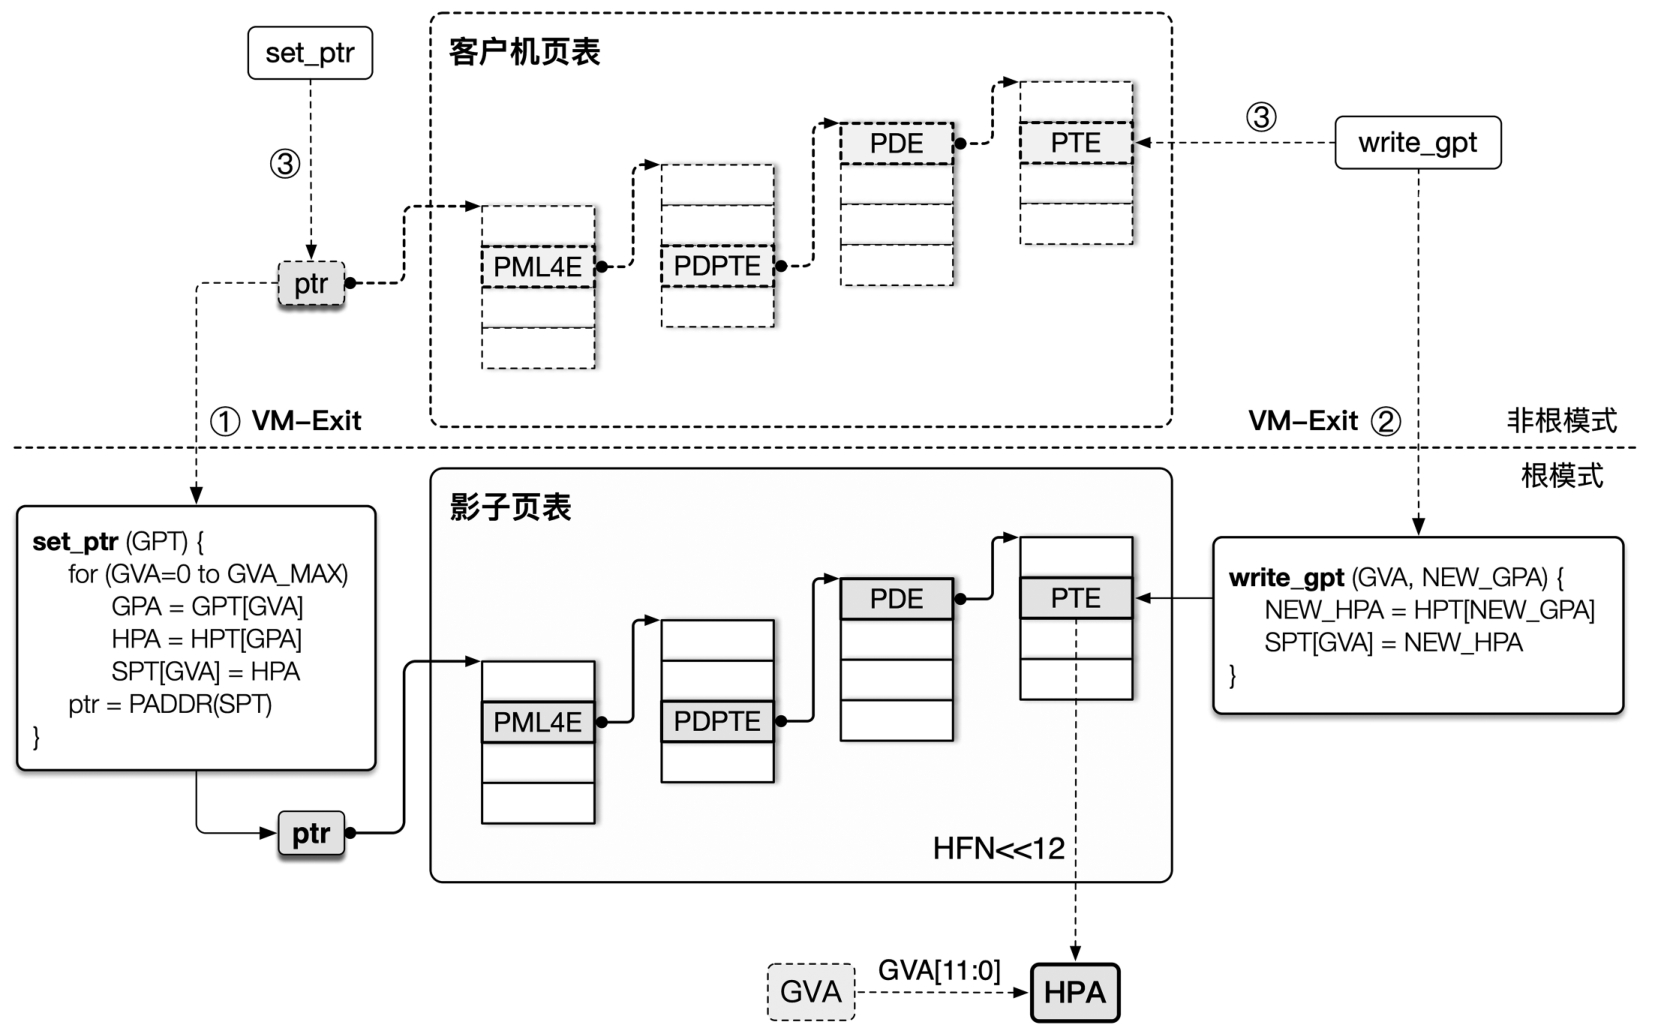 set_ptr
客户机页表
③
③
write_gpt
PDE
PTE
PML4E
PDPTE
ptr
① VM-Exit
VM-Exit ②
非根模式
根模式
影子页表
set_ptr (GPT) {
for (GVA=0 to GVA_MAX)
GPA = GPT[GVA]
HPA = HPT[GPA]
SPT[GVA] = HPA
ptr = PADDR(SPT)
}
write_gpt (GVA, NEW_GPA) {
NEW_HPA = HPT[NEW_GPA]
SPT[GVA] = NEW_HPA
}
PDE
PTE
PML4E
PDPTE
ptr
HFN<<12
GVA
GVA[11:0]
HPA